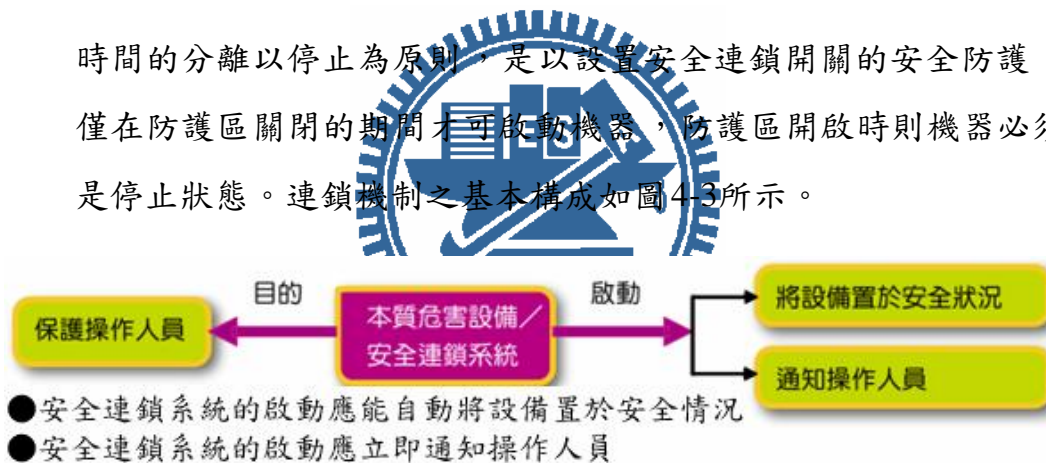 時間的分離以停止為原則，是以設置安全連鎖開關的安全防護
僅在防護區關閉的期間才可啟動機器，防護區開啟時則機器必須
是停止狀態。連鎖機制之基本構成如圖4-3所示。
保護操作人員
目的
本質危害設備／
安全連鎖系統
啟動
將設備置於安全狀況
通知操作人員
●安全連鎖系統的啟動應能自動將設備置於安全情況
●安全連鎖系統的啟動應立即通知操作人員